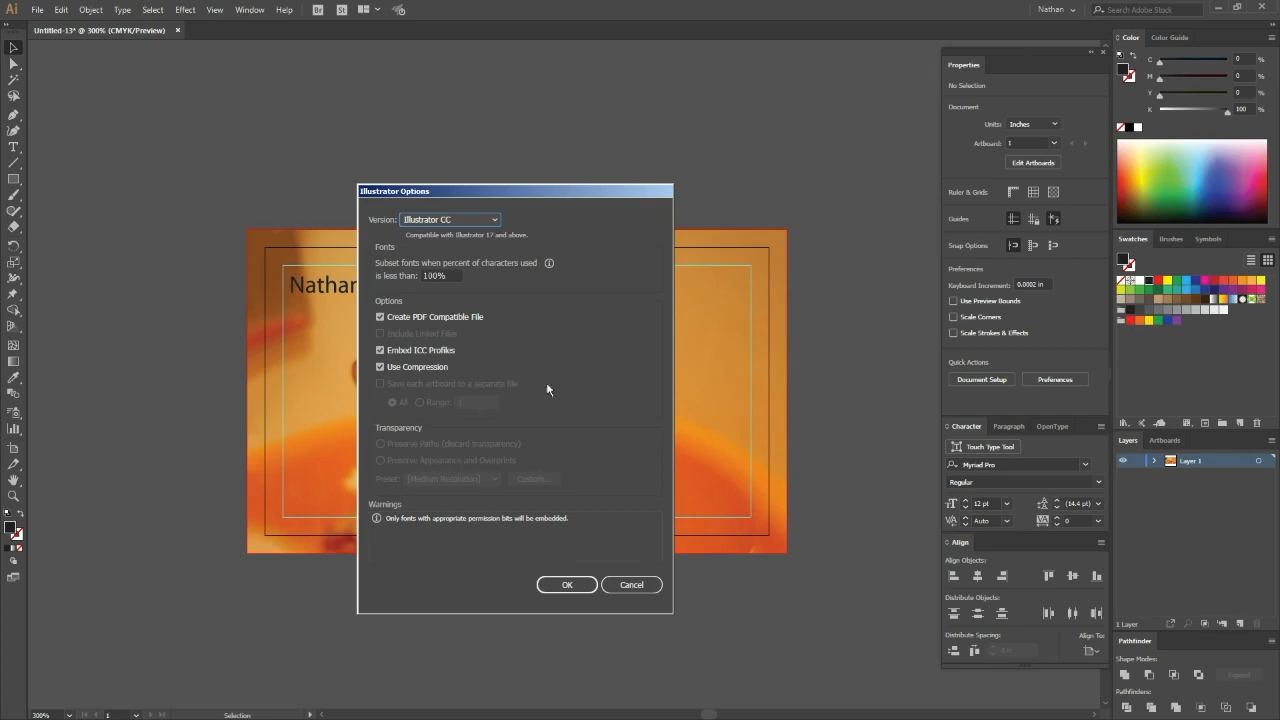 Ai File Edit Object Type Select Effect View Window Help Br St Nathan Search Adobe Stock
Untitled-13* @ 300% (CMYK/Preview) ×
Properties
No Selection
Document
Units: Inches
Artboard: 1
Edit Artboards
Ruler & Grids
Guides
Snap Options
Preferences
Keyboard Increment: 0.0002 in
Use Preview Bounds
Scale Corners
Scale Strokes & Effects
Quick Actions
Document Setup Preferences
Character Paragraph OpenType
Touch Type Tool
Myriad Pro
Regular
12 pt (14.4 pt)
Auto 0
Align
Align Objects:
Distribute Objects:
Distribute Spacing: Align To:
Color Color Guide
C 0 %
M 0 %
Y 0 %
K 100 %
Swatches Brushes Symbols
Layers Artboards
Layer 1
1 Layer
Pathfinder
Shape Modes:
Expand
Pathfinders:
Illustrator Options
Version: Illustrator CC
Compatible with Illustrator 17 and above.
Fonts
Subset fonts when percent of characters used
is less than: 100%
Options
Create PDF Compatible File
Include Linked Files
Embed ICC Profiles
Use Compression
Save each artboard to a separate file
All Range: 1
Transparency
Preserve Paths (discard transparency)
Preserve Appearance and Overprints
Preset: [Medium Resolution] Custom...
Warnings
Only fonts with appropriate permission bits will be embedded.
OK Cancel
Nathan
300% 1 Selection